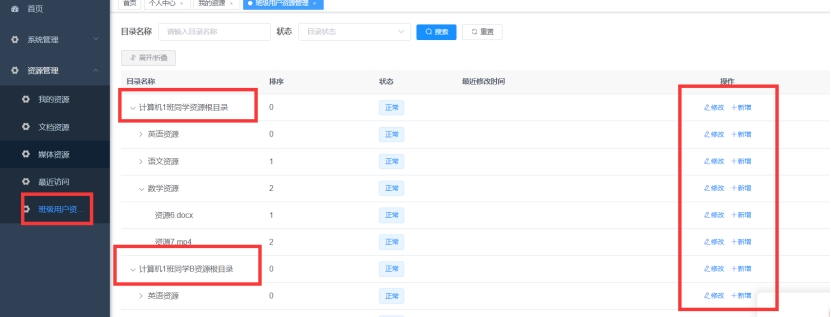 首页
系统管理
资源管理
我的资源
文档资源
媒体资源
最近访问
班级用户资...
首页 个人中心 × 我的资源 × 班级用户资源管理 ×
目录名称 请输入目录名称 状态 目录状态 搜索 重置
展开/折叠
目录名称 排序 状态 最近修改时间 操作
计算机1班同学资源根目录 0 正常 修改 +新增
英语资源 0 正常 修改 +新增
语文资源 1 正常 修改 +新增
数学资源 2 正常 修改 +新增
资源6.docx 1 正常 修改 +新增
资源7.mp4 2 正常 修改 +新增
计算机1班同学B资源根目录 0 正常 修改 +新增
英语资源 0 正常 修改 +新增